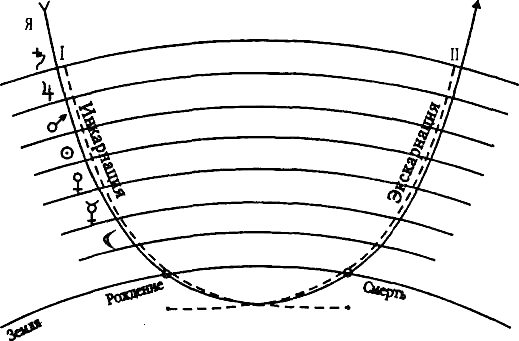 Я
I
II
♄
♃
♂
☉
♀
☿
☾
Инкарнация
Экскарнация
Рождение
Смерть
Земля